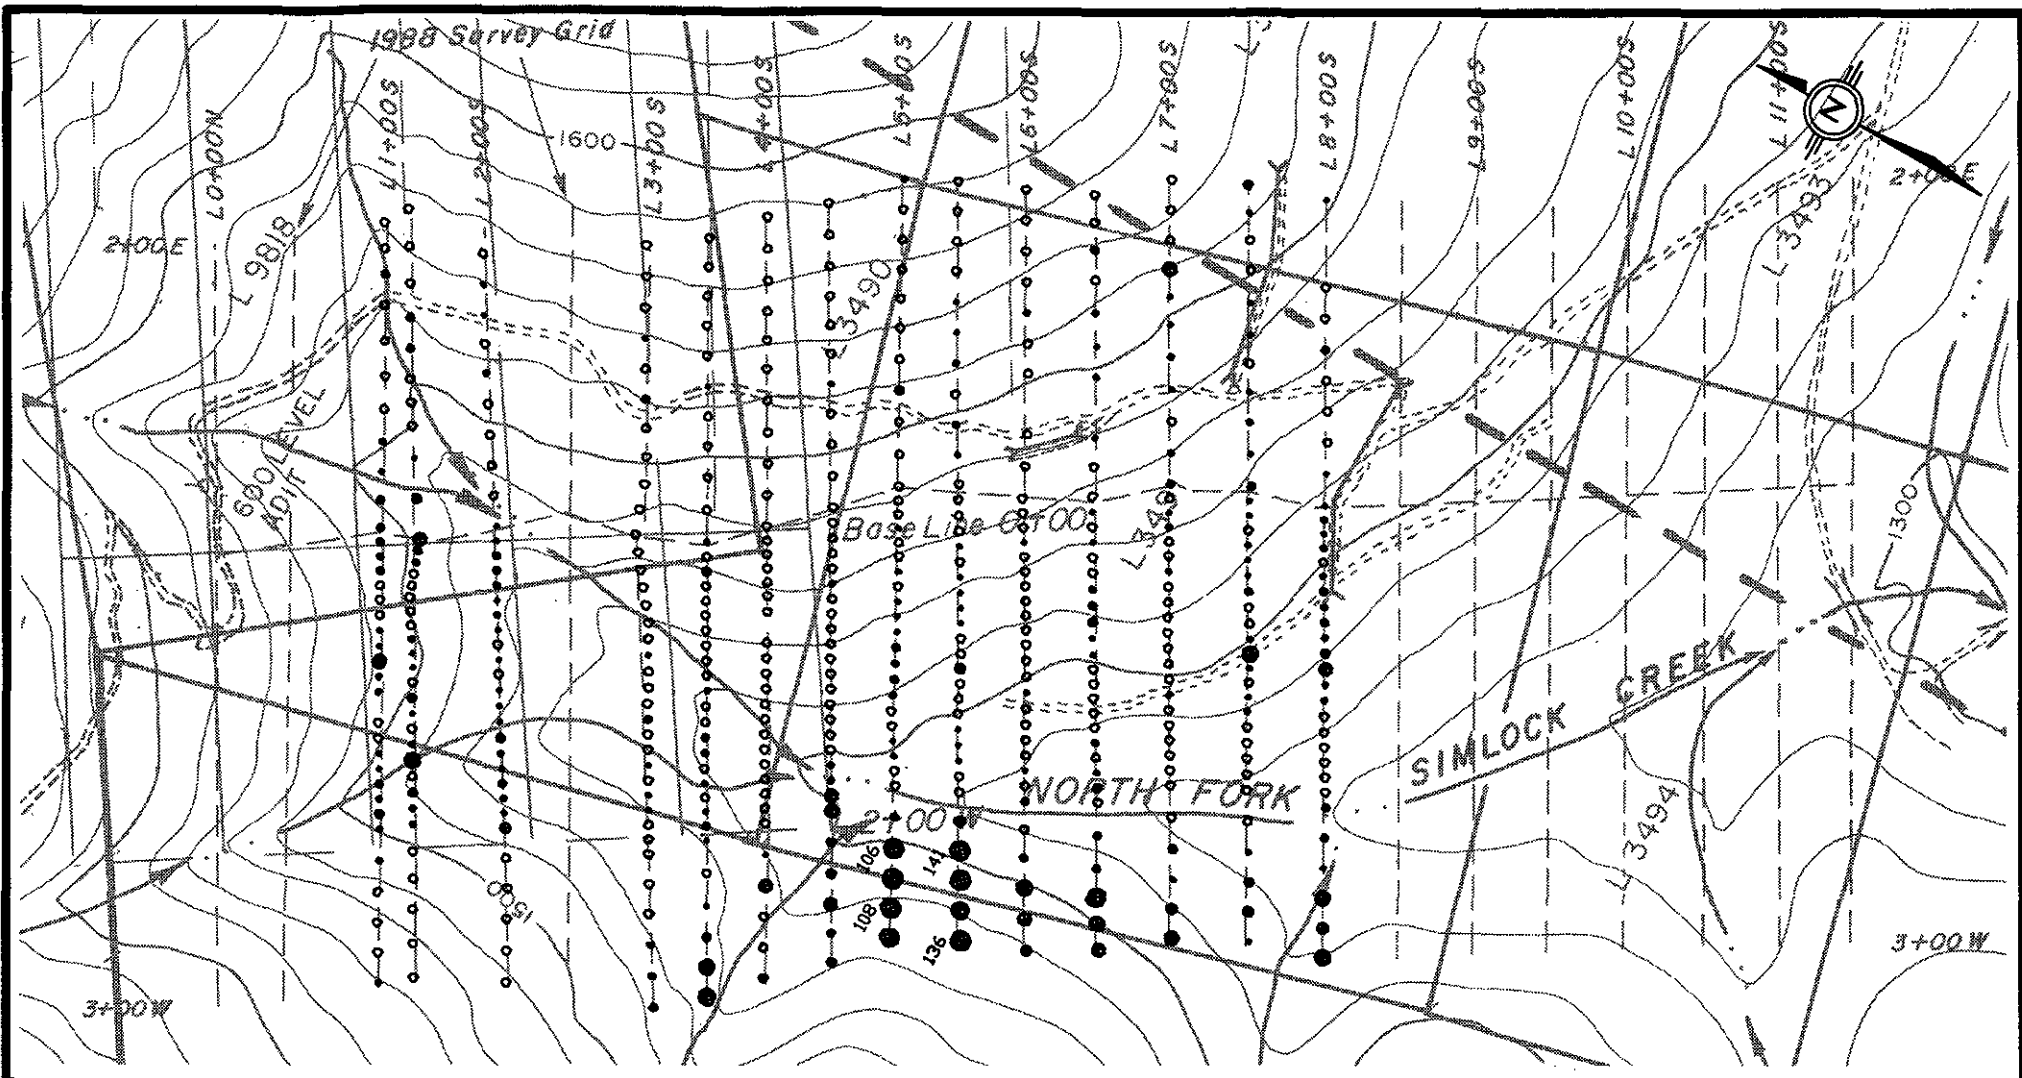 1988 Survey Grid
L0+00N
L1+00S
L2+00S
L3+00S
L4+00S
L5+00S
L6+00S
L7+00S
L8+00S
L9+00S
L10+00S
L11+00S
N
1600
2+00E
2+00E
L 9818
L 3490
L 3493
600 LEVEL
ADIT
Base Line 0+00
1300
SIMLOCK CREEK
NORTH FORK
2+00 W
L 3494
106
141
108
136
1500
3+00W
3+00W